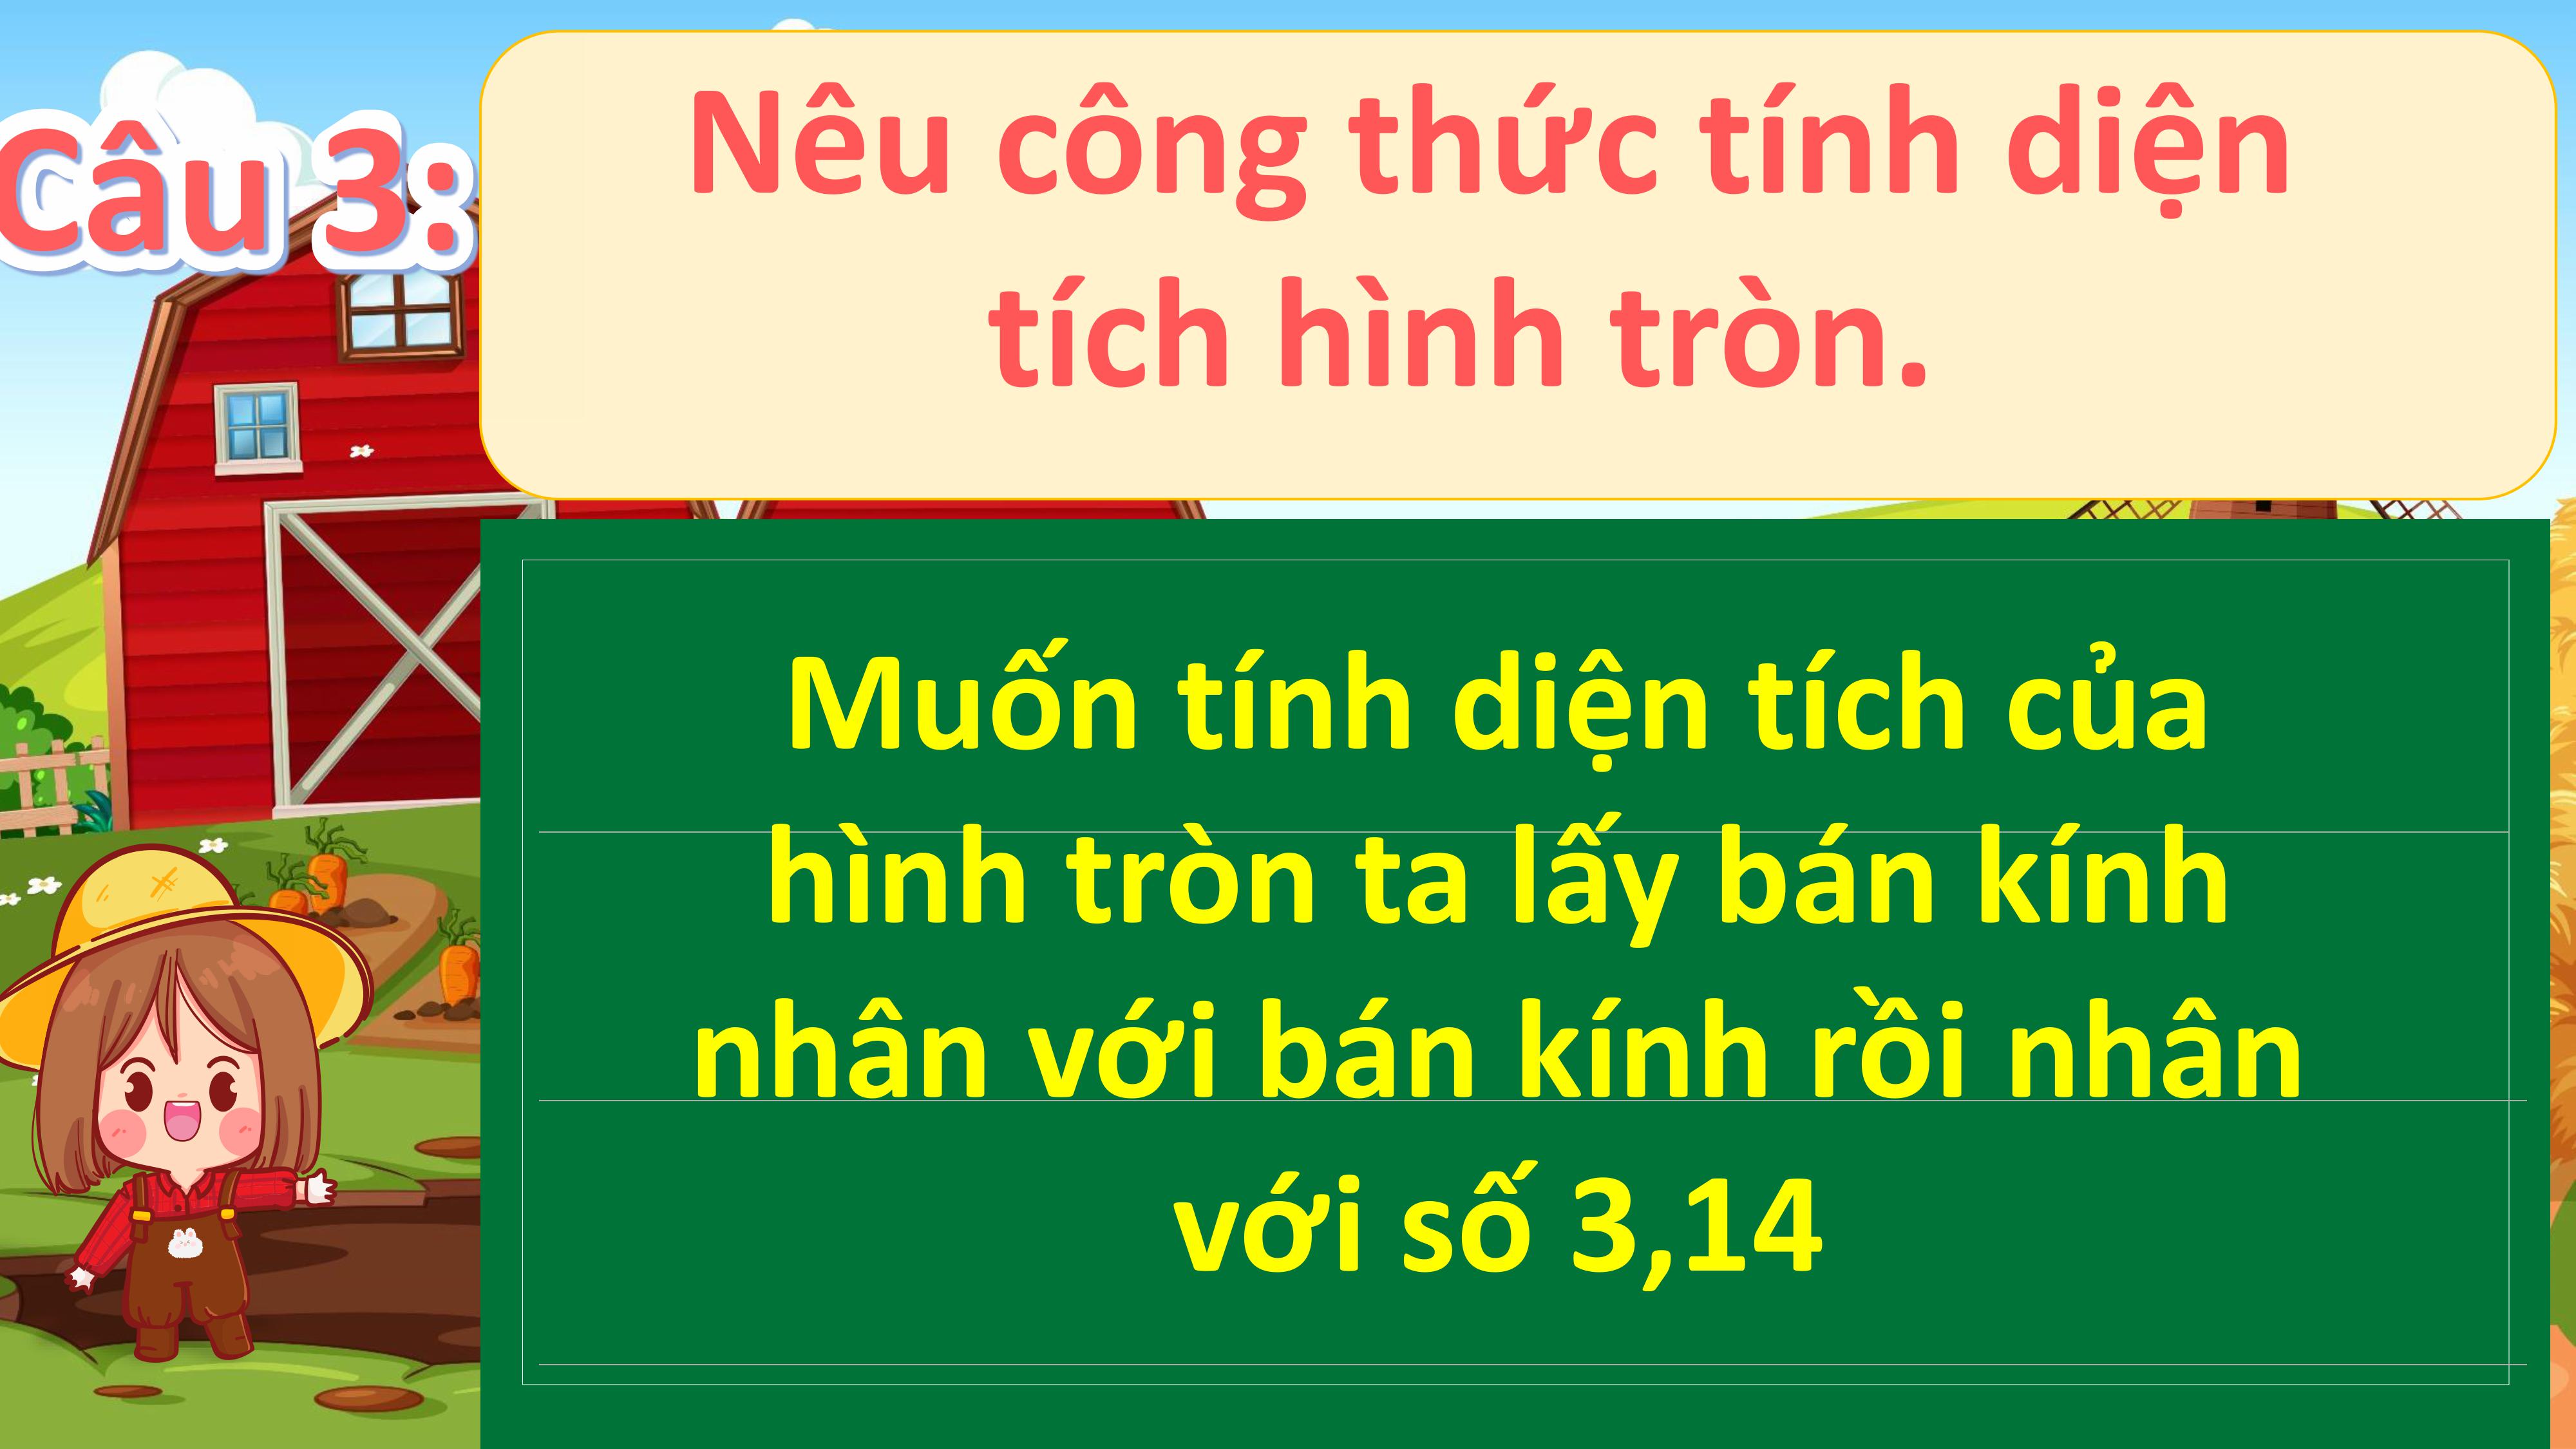 Câu 3:
Nêu công thức tính diện
tích hình tròn.
Muốn tính diện tích của
hình tròn ta lấy bán kính
nhân với bán kính rồi nhân
với số 3,14